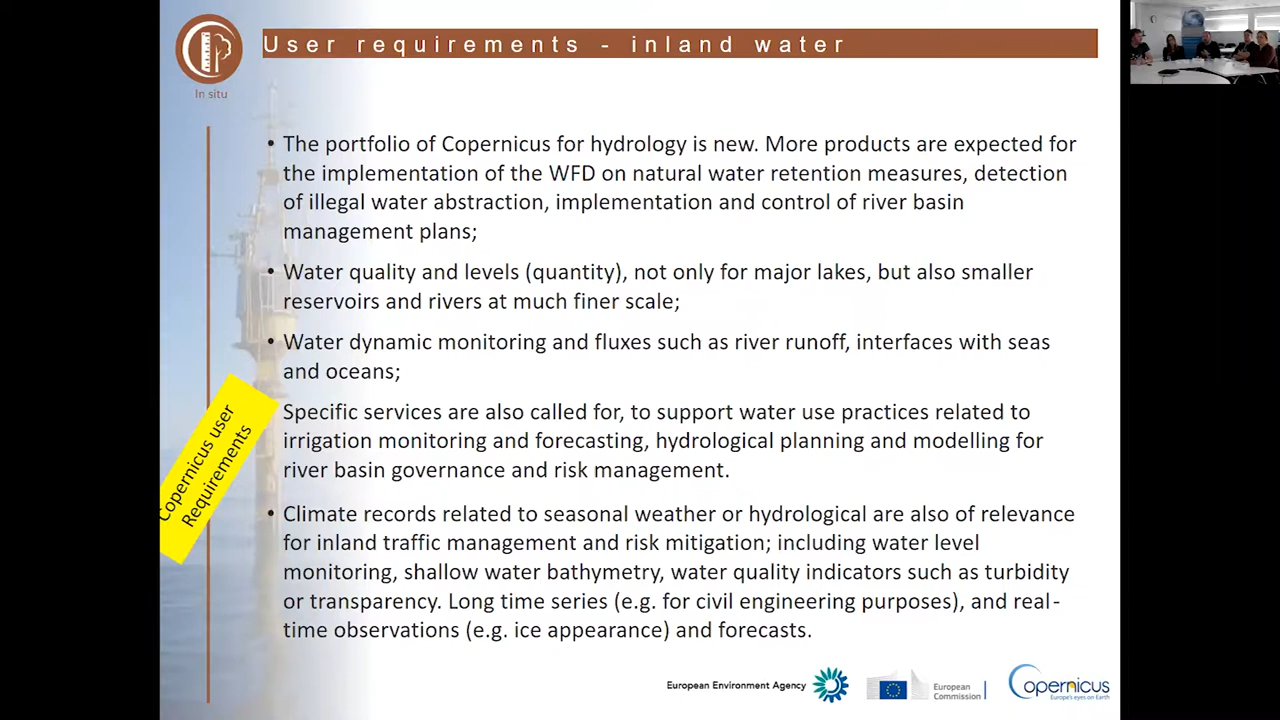 User requirements - inland water
In situ
• The portfolio of Copernicus for hydrology is new. More products are expected for
the implementation of the WFD on natural water retention measures, detection
of illegal water abstraction, implementation and control of river basin
management plans;
• Water quality and levels (quantity), not only for major lakes, but also smaller
reservoirs and rivers at much finer scale;
• Water dynamic monitoring and fluxes such as river runoff, interfaces with seas
and oceans;
Specific services are also called for, to support water use practices related to
irrigation monitoring and forecasting, hydrological planning and modelling for
river basin governance and risk management.
Copernicus user
Requirements
• Climate records related to seasonal weather or hydrological are also of relevance
for inland traffic management and risk mitigation; including water level
monitoring, shallow water bathymetry, water quality indicators such as turbidity
or transparency. Long time series (e.g. for civil engineering purposes), and real-
time observations (e.g. ice appearance) and forecasts.
European Environment Agency
European
Commission
Copernicus
Europe's eyes on Earth